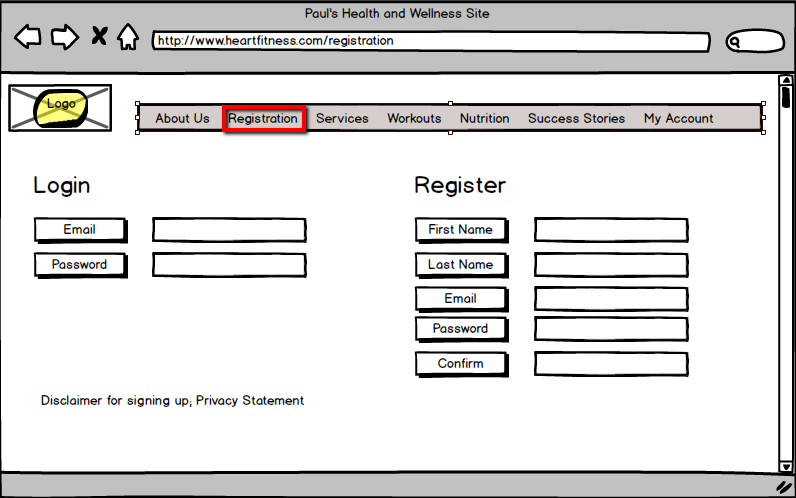 Paul's Health and Wellness Site
http://www.heartfitness.com/registration
Logo
About Us Registration Services Workouts Nutrition Success Stories My Account
Login
Email
Password
Register
First Name
Last Name
Email
Password
Confirm
Disclaimer for signing up; Privacy Statement